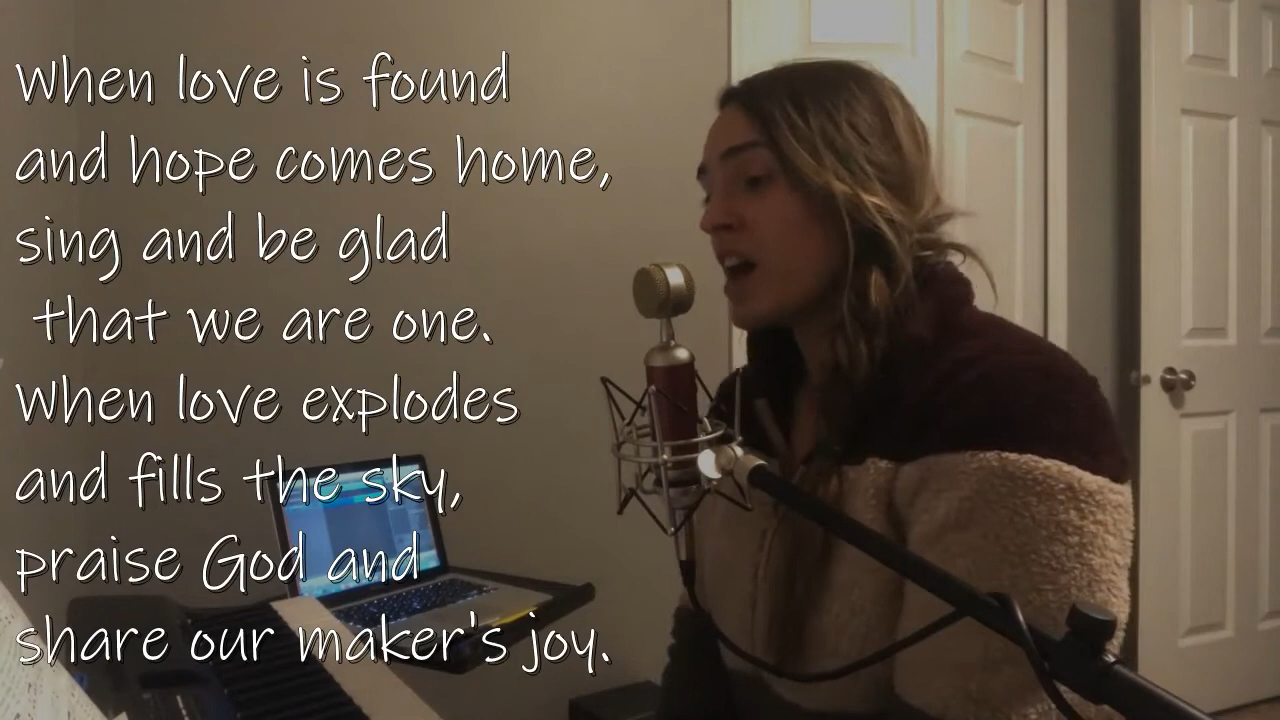 When love is found
and hope comes home,
sing and be glad
that we are one.
When love explodes
and fills the sky,
praise God and
share our maker's joy.